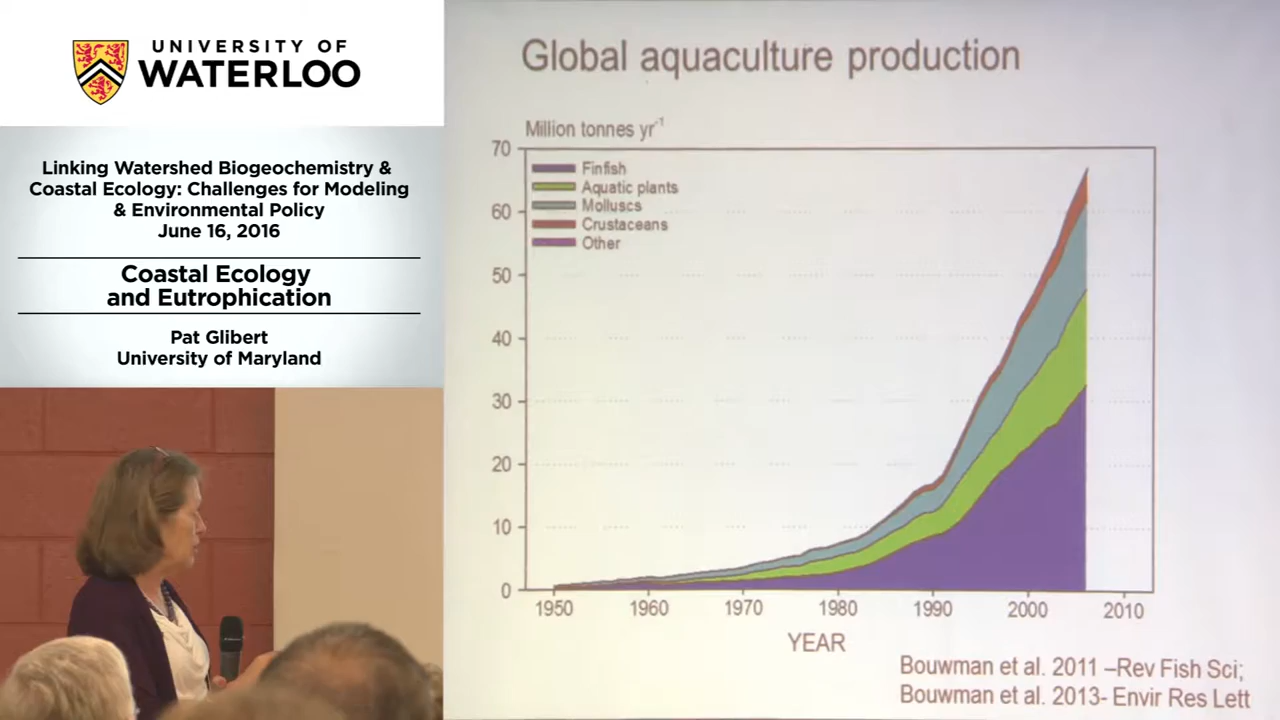 UNIVERSITY OF
WATERLOO
Linking Watershed Biogeochemistry &
Coastal Ecology: Challenges for Modeling
& Environmental Policy
June 16, 2016
Coastal Ecology
and Eutrophication
Pat Glibert
University of Maryland
Global aquaculture production
Million tonnes yr-1
70
60
50
40
30
20
10
0
Finfish
Aquatic plants
Molluscs
Crustaceans
Other
1950 1960 1970 1980 1990 2000 2010
YEAR
Bouwman et al. 2011 –Rev Fish Sci;
Bouwman et al. 2013- Envir Res Lett